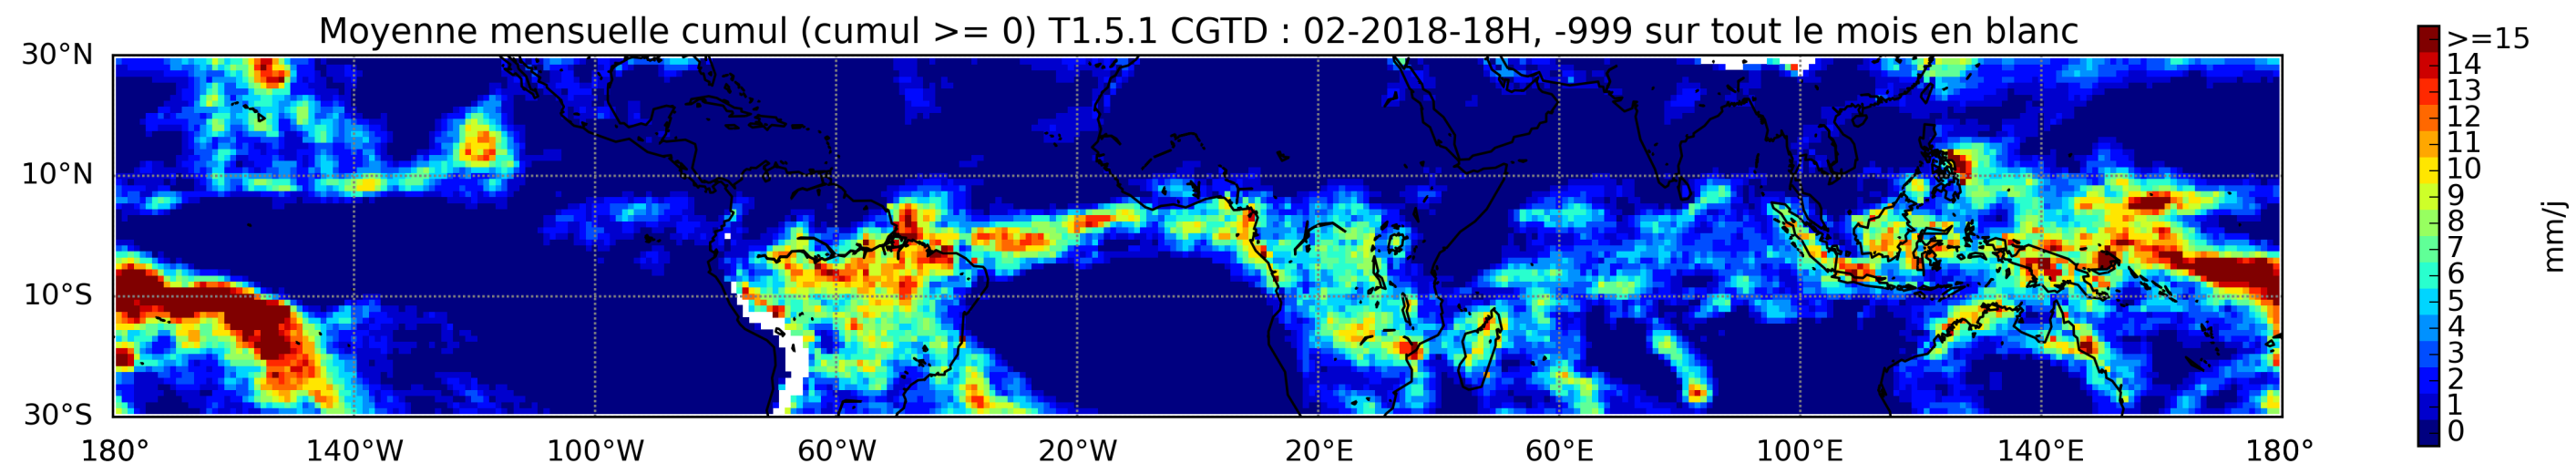 Moyenne mensuelle cumul (cumul >= 0) T1.5.1 CGTD : 02-2018-18H, -999 sur tout le mois en blanc
30°N
10°N
10°S
30°S
180° 140°W 100°W 60°W 20°W 20°E 60°E 100°E 140°E 180°
>=15
14
13
12
11
10
9
8
7
6
5
4
3
2
1
0
mm/j